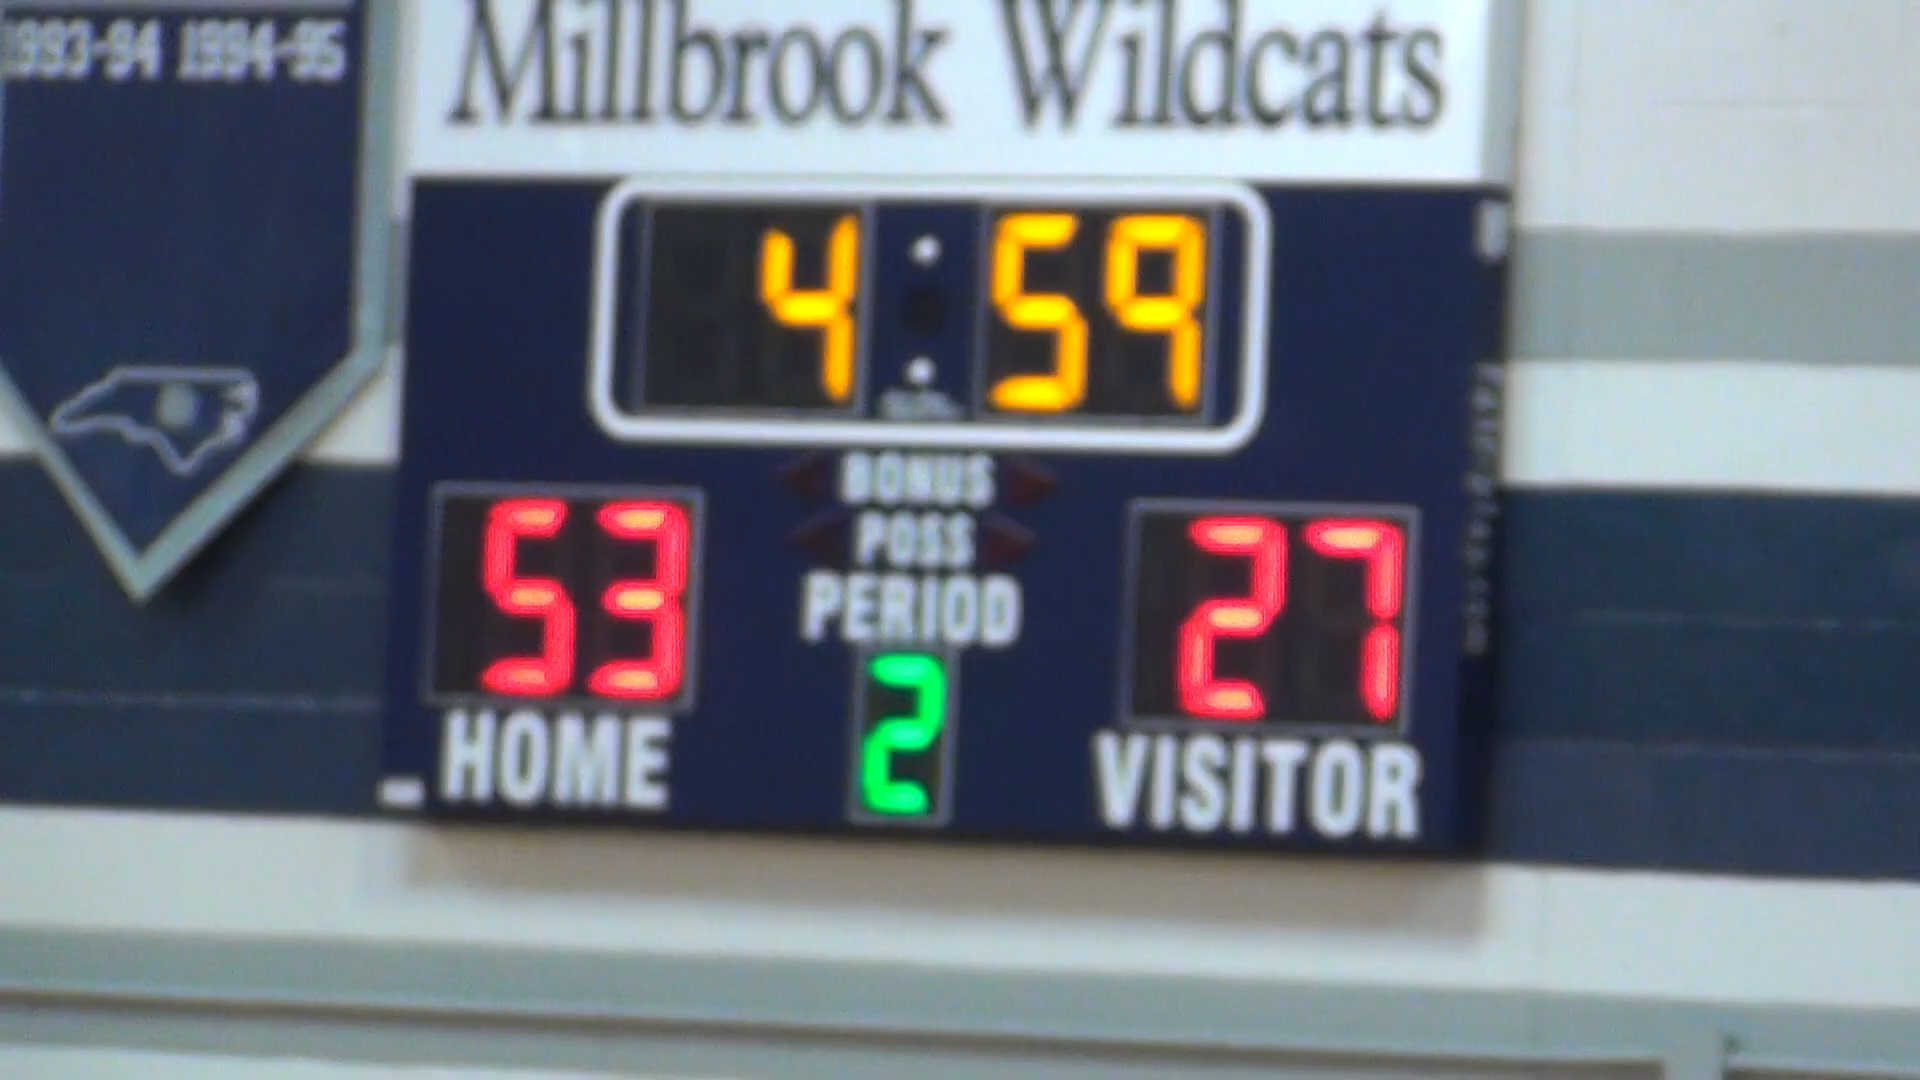 1993-94 1994-95
Millbrook Wildcats
4:59
BONUS
POSS
PERIOD
53 2 27
HOME VISITOR